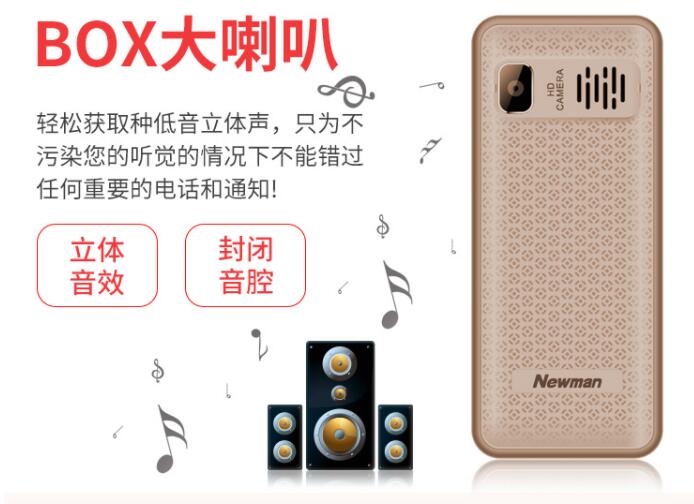 BOX大喇叭
轻松获取种低音立体声，只为不
污染您的听觉的情况下不能错过
任何重要的电话和通知!
立体
音效
封闭
音腔
HD
CAMERA
Newman